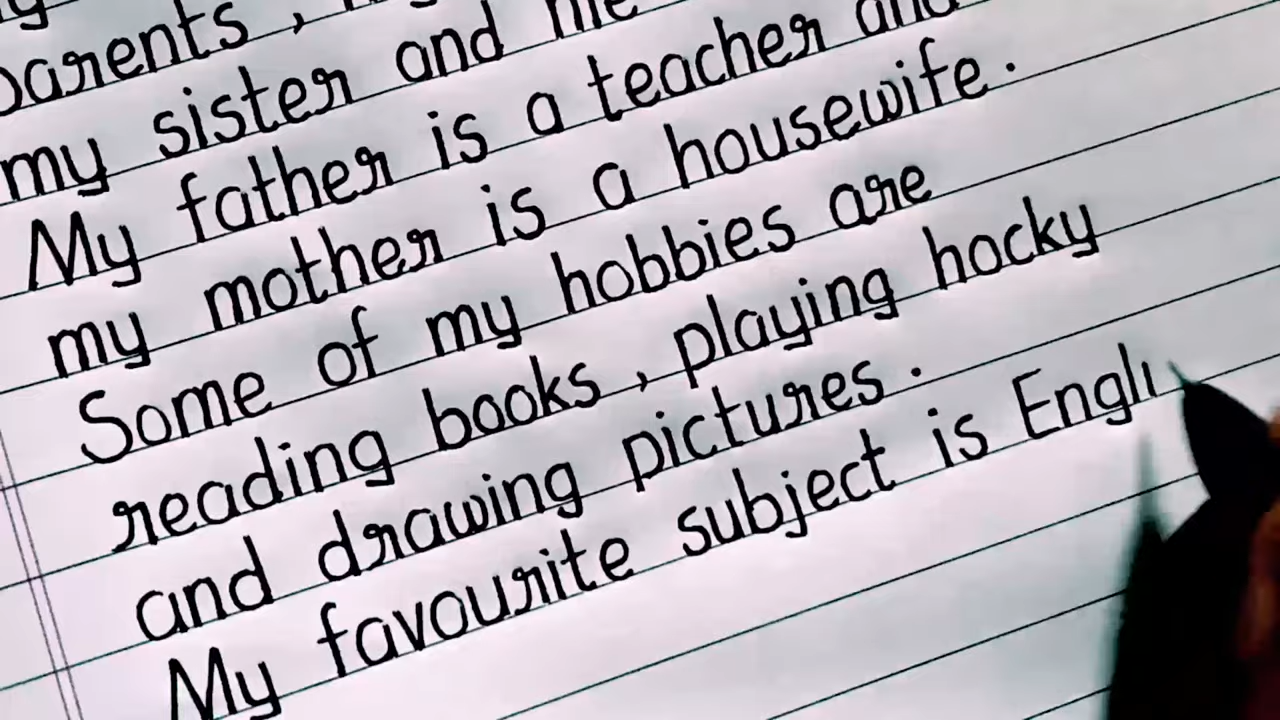 parents ,
my sister and me
My father is a teacher and
my mother is a housewife .
Some of my hobbies are
reading books , playing hocky
and drawing pictures .
My favourite subject is Engli